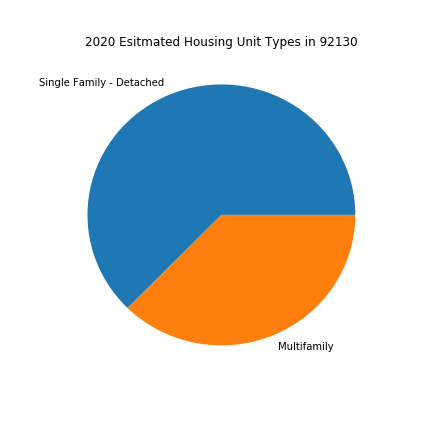 2020 Esitmated Housing Unit Types in 92130
Single Family - Detached
Multifamily